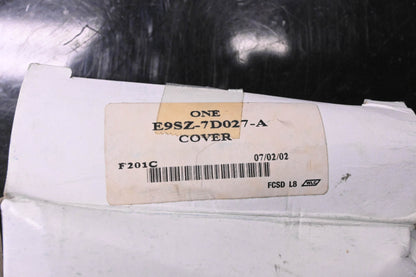 ONE
E9SZ-7D027-A
COVER
F201C 07/02/02
FCSD L8